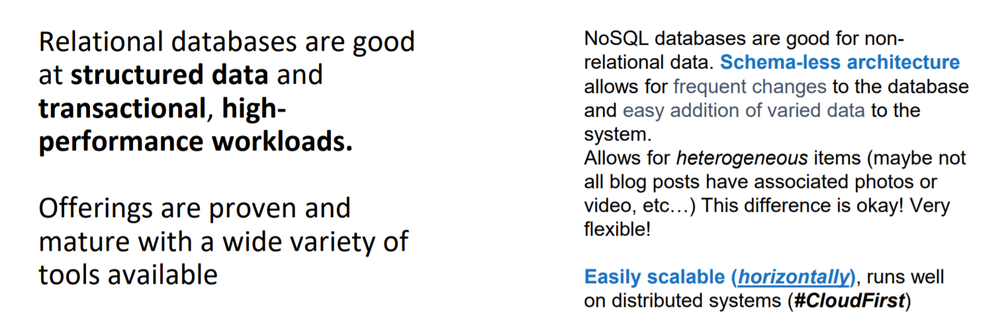 Relational databases are good
at structured data and
transactional, high-
performance workloads.
Offerings are proven and
mature with a wide variety of
tools available
NoSQL databases are good for non-
relational data. Schema-less architecture
allows for frequent changes to the database
and easy addition of varied data to the
system.
Allows for heterogeneous items (maybe not
all blog posts have associated photos or
video, etc…) This difference is okay! Very
flexible!
Easily scalable (horizontally), runs well
on distributed systems (#CloudFirst)